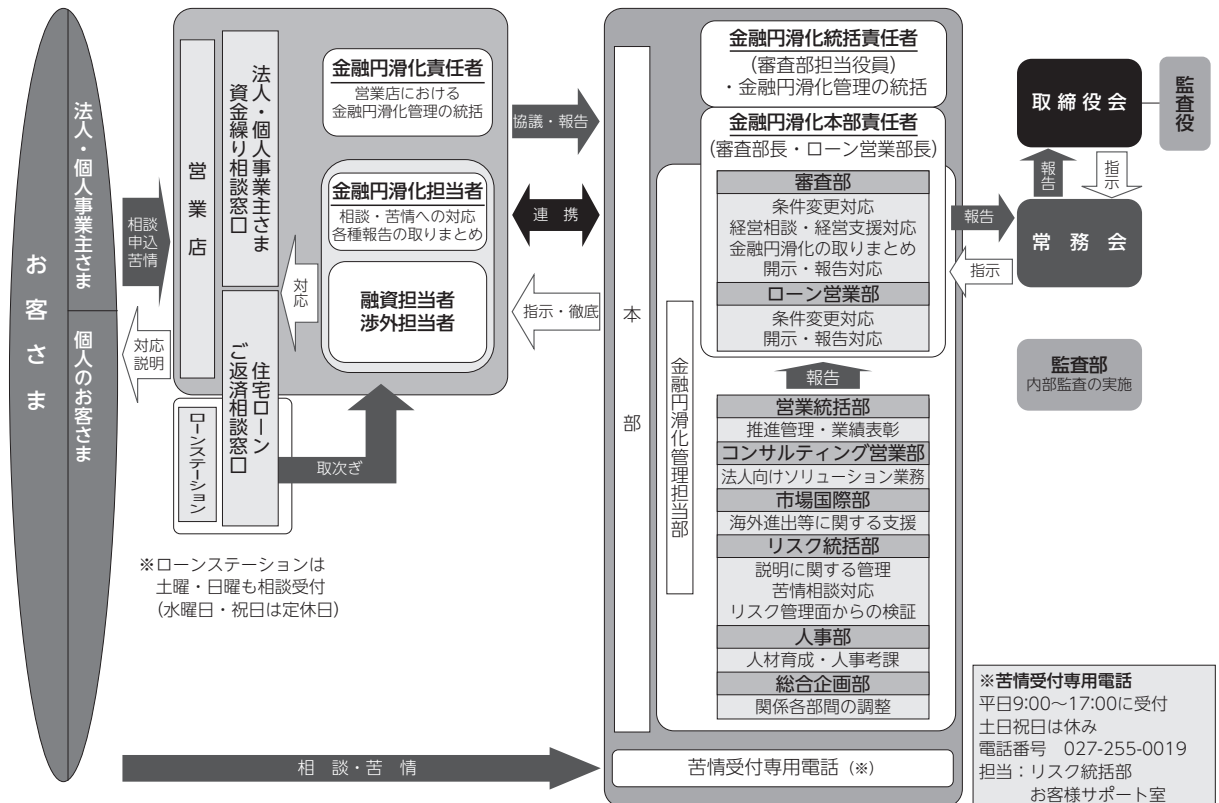 お客さま
法人・個人事業主さま
個人のお客さま
相談
申込
苦情
対応
説明
営業店
法人・個人事業主さま
資金繰り相談窓口
住宅ローン
ご返済相談窓口
ローンステーション
金融円滑化責任者
営業店における
金融円滑化管理の統括
金融円滑化担当者
相談・苦情への対応
各種報告の取りまとめ
融資担当者
渉外担当者
対応
取次ぎ
※ローンステーションは
土曜・日曜も相談受付
(水曜日・祝日は定休日)
協議・報告
連携
指示・徹底
本部
金融円滑化統括責任者
(審査部担当役員)
・金融円滑化管理の統括
金融円滑化本部責任者
(審査部長・ローン営業部長)
金融円滑化管理担当部
審査部
条件変更対応
経営相談・経営支援対応
金融円滑化の取りまとめ
開示・報告対応
ローン営業部
条件変更対応
開示・報告対応
報告
営業統括部
推進管理・業績表彰
コンサルティング営業部
法人向けソリューション業務
市場国際部
海外進出等に関する支援
リスク統括部
説明に関する管理
苦情相談対応
リスク管理面からの検証
人事部
人材育成・人事考課
総合企画部
関係各部間の調整
相談・苦情
苦情受付専用電話(※)
報告
指示
取締役会
監査役
報告
指示
常務会
監査部
内部監査の実施
※苦情受付専用電話
平日9:00〜17:00に受付
土日祝日は休み
電話番号 027-255-0019
担当：リスク統括部
お客様サポート室